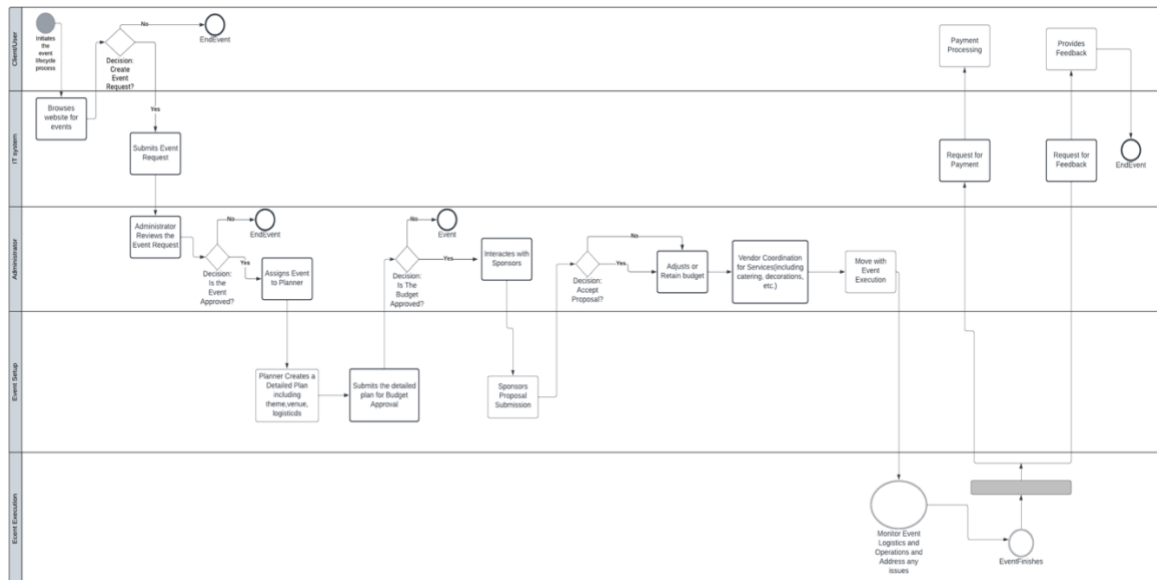 Client/User
Initiates
the
event
lifecycle
process
No
EndEvent
Decision:
Create
Event
Request?
Yes
Payment
Processing
Provides
Feedback
IT system
Browses
website for
events
Submits Event
Request
Request for
Payment
Request for
Feedback
EndEvent
Administrator
Administrator
Reviews the
Event Request
No
EndEvent
Decision:
Is the
Event
Approved?
Yes
Assigns Event
to Planner
No
Event
Decision:
Is The
Budget
Approved?
Yes
Interactes with
Sponsors
No
Decision:
Accept
Proposal?
Yes
Adjusts or
Retain budget
Vendor Coordination
for Services(including
catering, decorations,
etc.)
Move with
Event
Execution
Event Setup
Planner Creates a
Detailed Plan
including
theme,venue,
logisticds
Submits the detailed
plan for Budget
Approval
Sponsors
Proposal
Submission
Ecent Execution
Monitor Event
Logistics and
Operations and
Address any
issues
EventFinishes